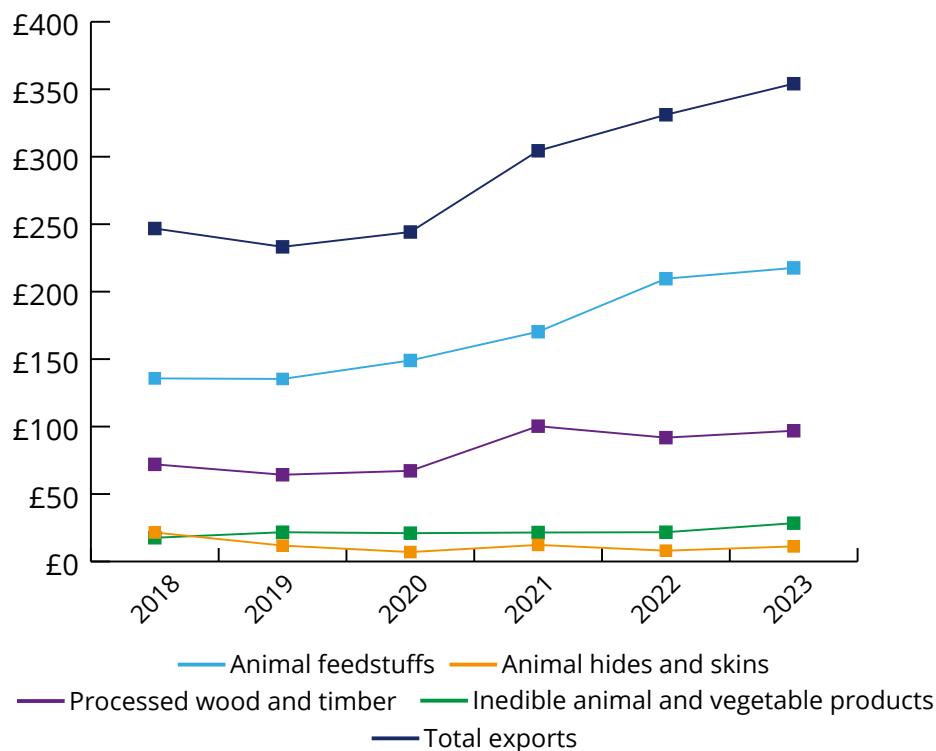 £400
£350
£300
£250
£200
£150
£100
£50
£0
2018 2019 2020 2021 2022 2023
Animal feedstuffs Animal hides and skins
Processed wood and timber Inedible animal and vegetable products
Total exports